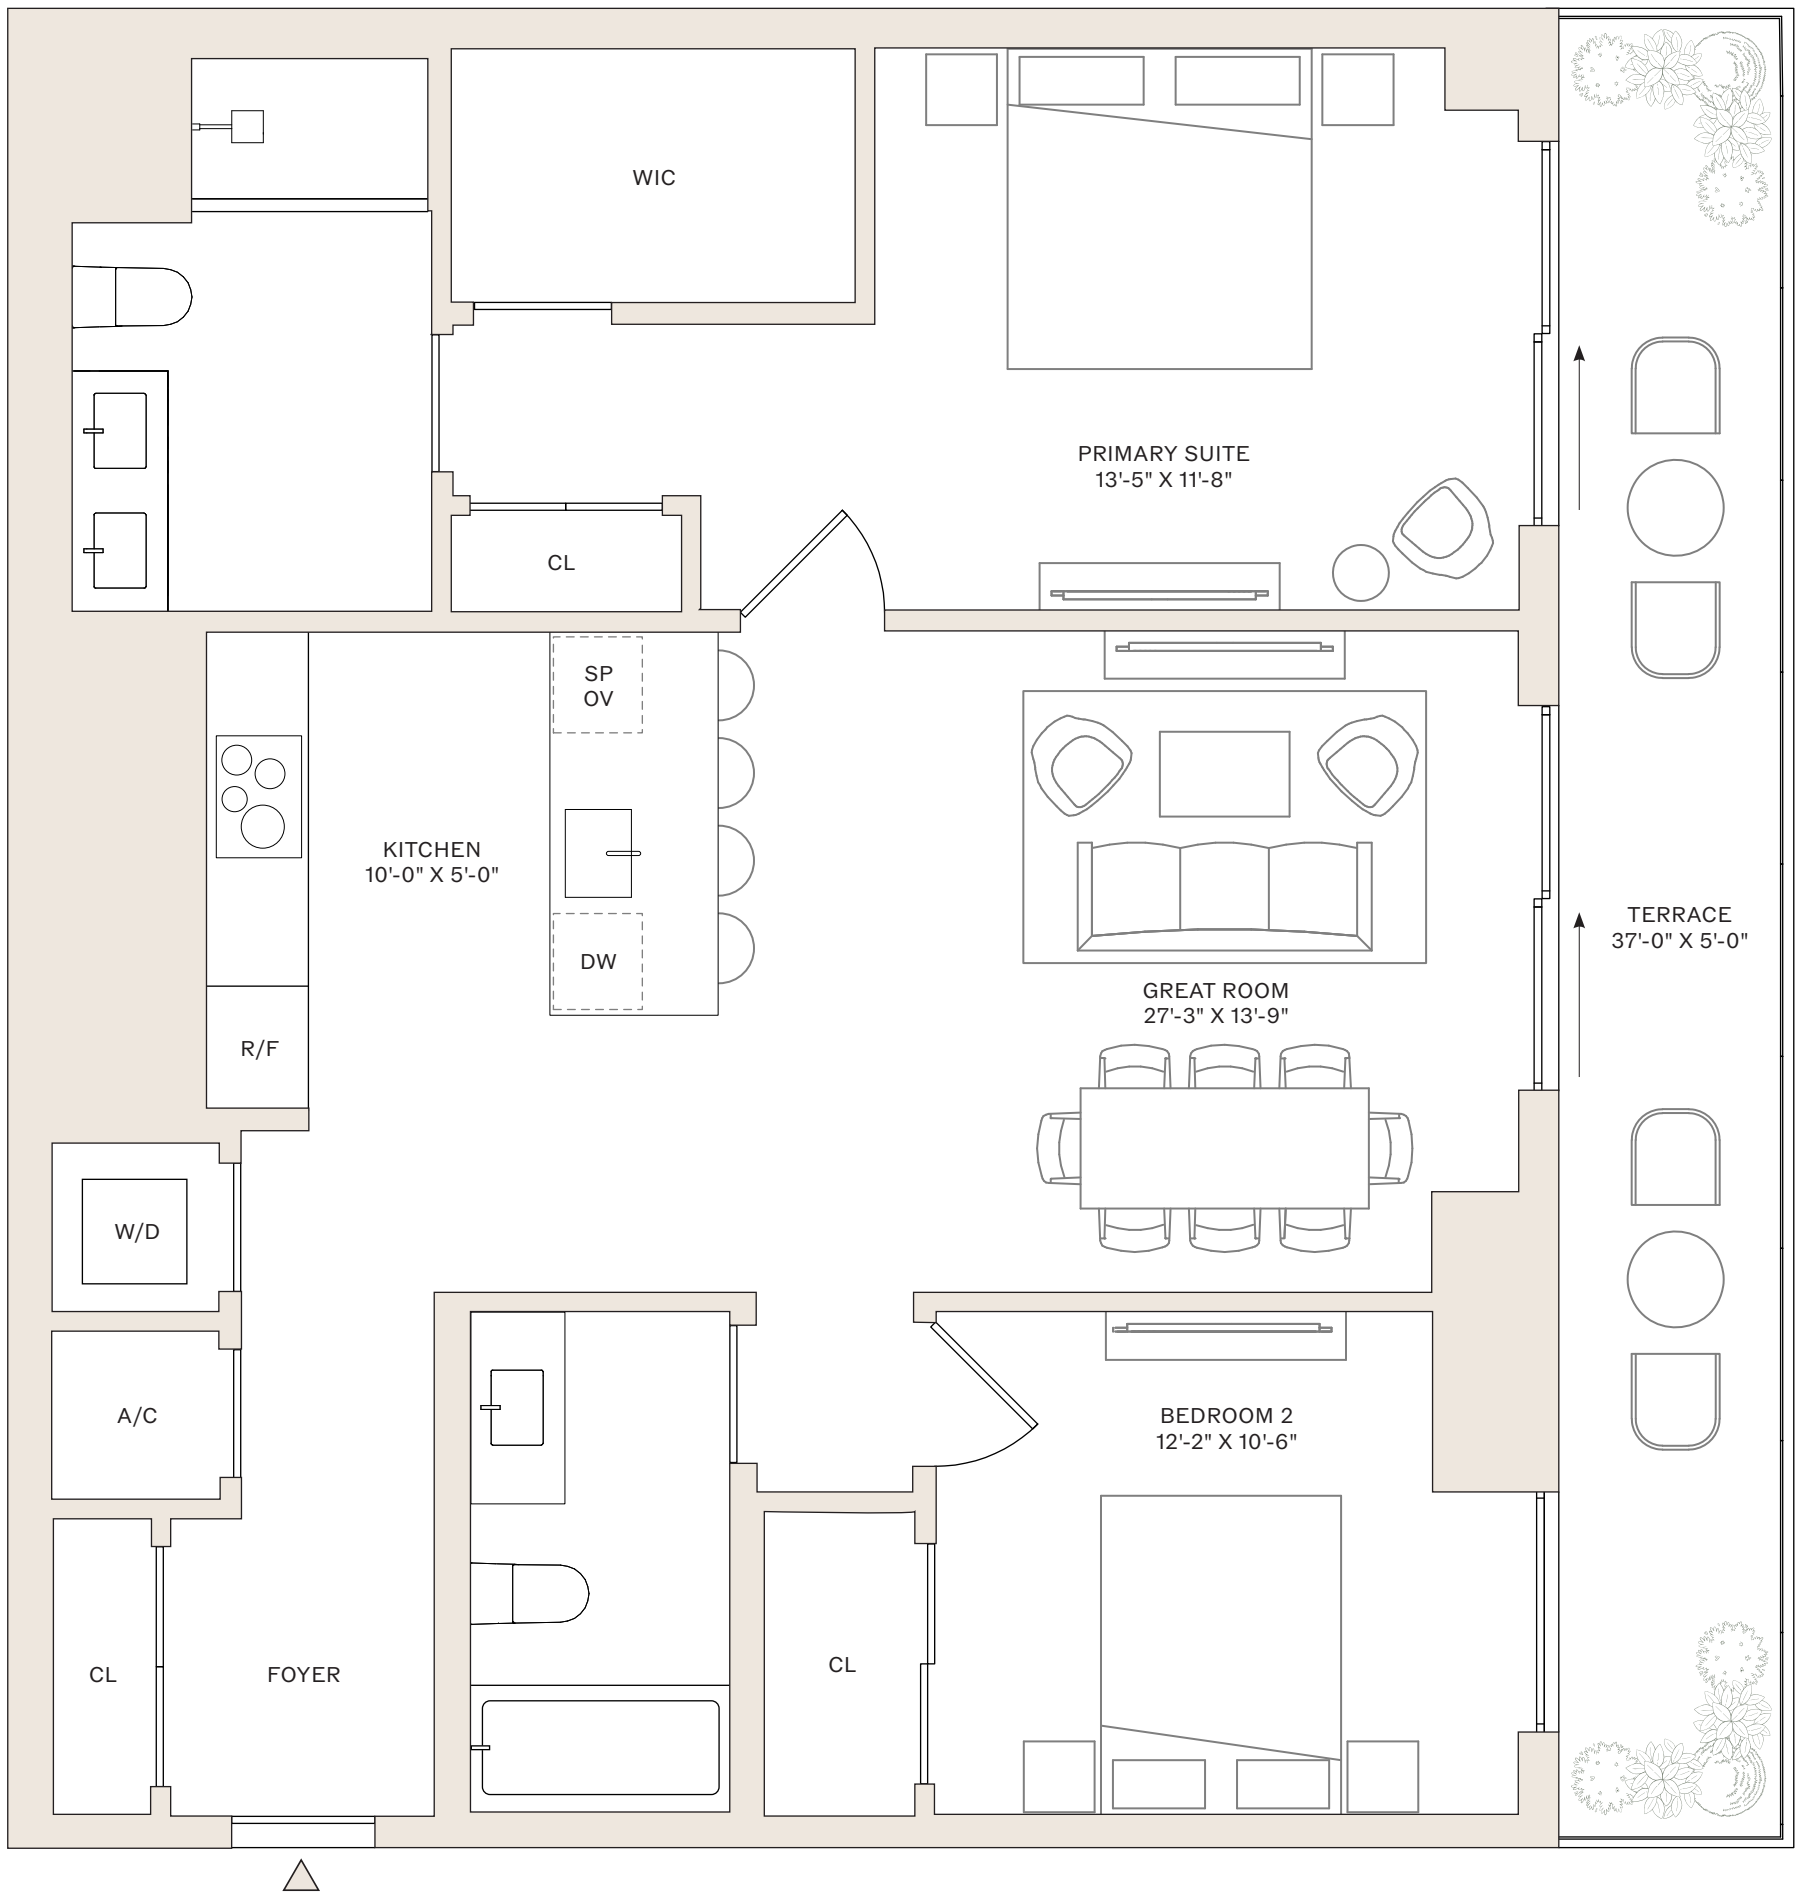 WIC
PRIMARY SUITE
13'-5" X 11'-8"
CL
SP
OV
KITCHEN
10'-0" X 5'-0"
DW
TERRACE
37'-0" X 5'-0"
GREAT ROOM
27'-3" X 13'-9"
R/F
W/D
A/C
BEDROOM 2
12'-2" X 10'-6"
CL
FOYER
CL